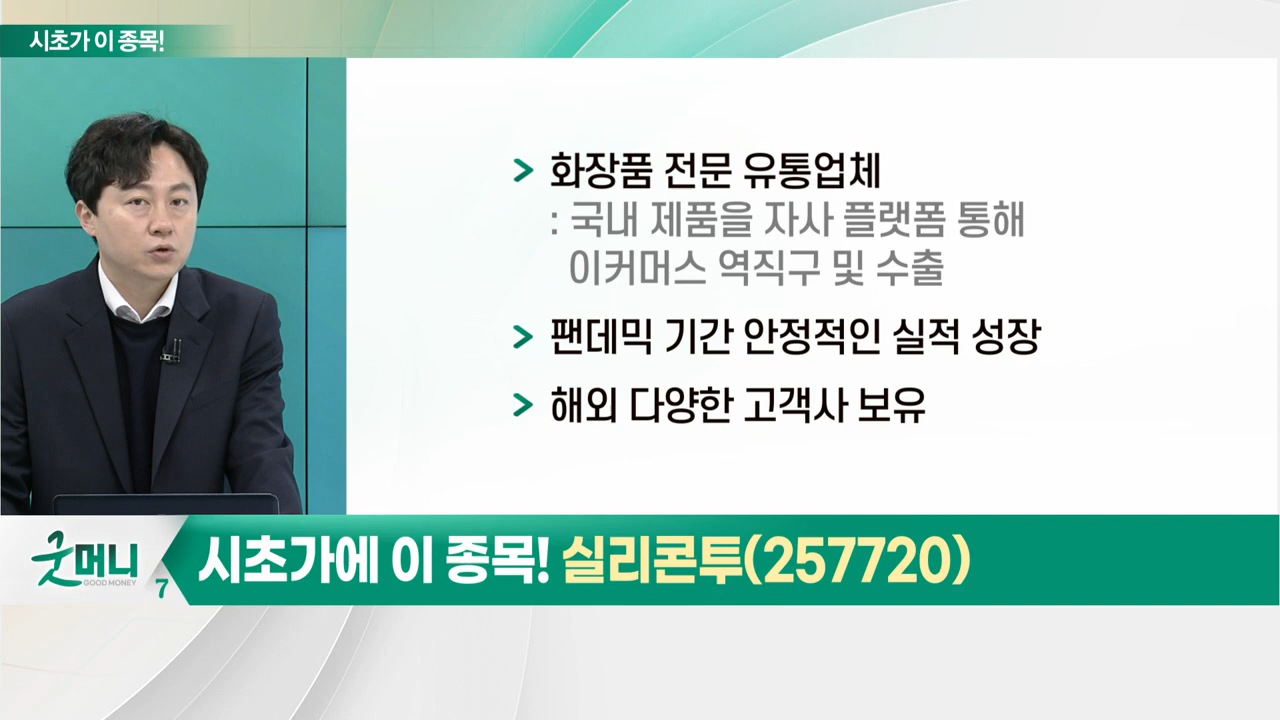 시초가 이 종목!
> 화장품 전문 유통업체
: 국내 제품을 자사 플랫폼 통해
이커머스 역직구 및 수출
> 팬데믹 기간 안정적인 실적 성장
> 해외 다양한 고객사 보유
굿머니
GOOD MONEY
7
시초가에 이 종목! 실리콘투(257720)